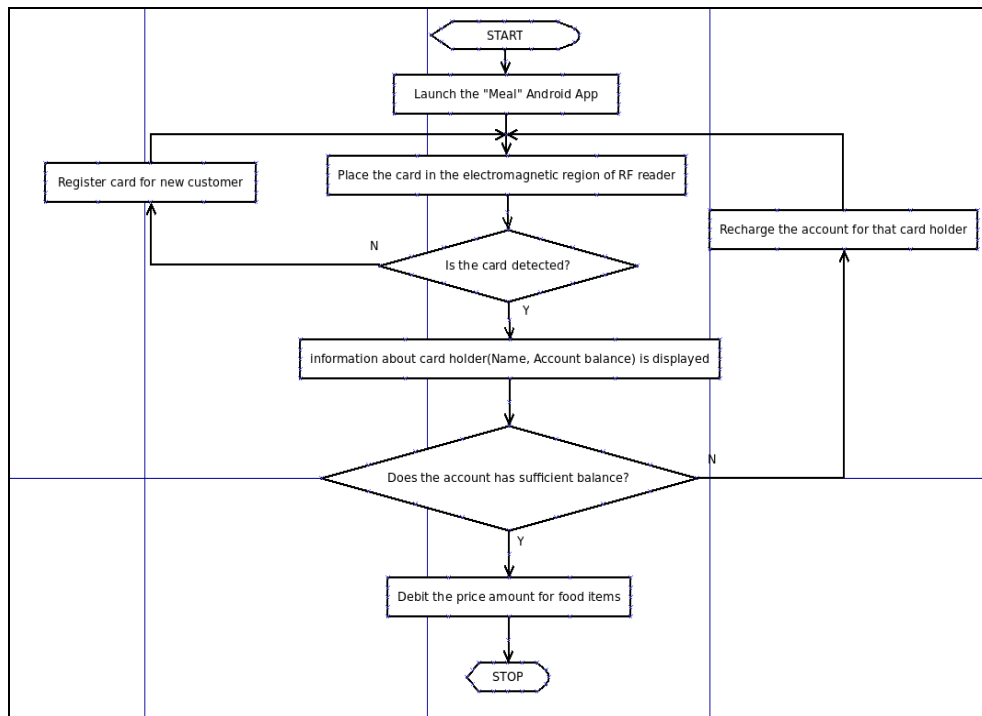 START
Launch the "Meal" Android App
Register card for new customer
Place the card in the electromagnetic region of RF reader
Recharge the account for that card holder
N
Is the card detected?
Y
information about card holder(Name, Account balance) is displayed
N
Does the account has sufficient balance?
Y
Debit the price amount for food items
STOP